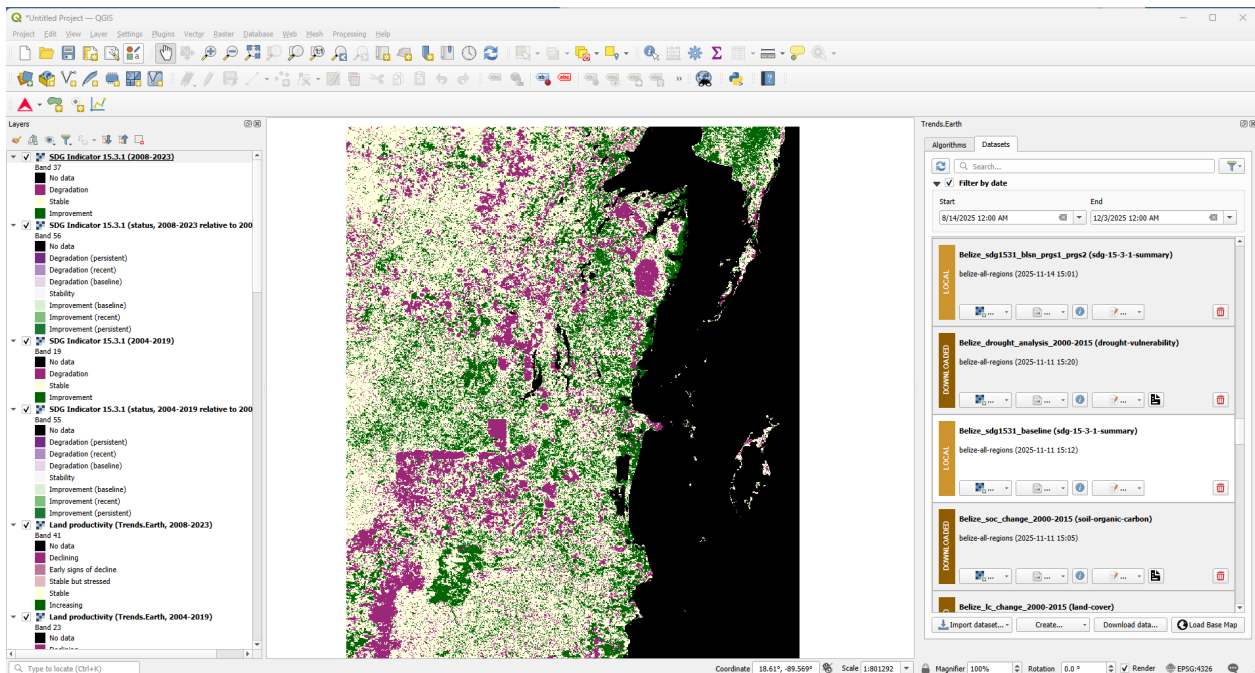 *Untitled Project — QGIS
Project Edit View Layer Settings Plugins Vector Raster Database Web Mesh Processing Help
Layers
SDG Indicator 15.3.1 (2008-2023)
Band 37
No data
Degradation
Stable
Improvement
SDG Indicator 15.3.1 (status, 2008-2023 relative to 200
Band 56
No data
Degradation (persistent)
Degradation (recent)
Degradation (baseline)
Stability
Improvement (baseline)
Improvement (recent)
Improvement (persistent)
SDG Indicator 15.3.1 (2004-2019)
Band 19
No data
Degradation
Stable
Improvement
SDG Indicator 15.3.1 (status, 2004-2019 relative to 200
Band 55
No data
Degradation (persistent)
Degradation (recent)
Degradation (baseline)
Stability
Improvement (baseline)
Improvement (recent)
Improvement (persistent)
Land productivity (Trends.Earth, 2008-2023)
Band 41
No data
Declining
Early signs of decline
Stable but stressed
Stable
Increasing
Land productivity (Trends.Earth, 2004-2019)
Band 23
No data
Declining
Trends.Earth
Algorithms Datasets
Search...
Filter by date
Start End
8/14/2025 12:00 AM 12/3/2025 12:00 AM
LOCAL
Belize_sdg1531_blsn_prgs1_prgs2 (sdg-15-3-1-summary)
belize-all-regions (2025-11-14 15:01)
... ... ...
DOWNLOADED
Belize_drought_analysis_2000-2015 (drought-vulnerability)
belize-all-regions (2025-11-11 15:20)
... ... ...
LOCAL
Belize_sdg1531_baseline (sdg-15-3-1-summary)
belize-all-regions (2025-11-11 15:12)
... ... ...
DOWNLOADED
Belize_soc_change_2000-2015 (soil-organic-carbon)
belize-all-regions (2025-11-11 15:05)
... ... ...
Belize_lc_change_2000-2015 (land-cover)
Import dataset... Create... Download data... Load Base Map
Type to locate (Ctrl+K) Coordinate 18.61°, -89.569° Scale 1:801292 Magnifier 100% Rotation 0.0 ° Render EPSG:4326